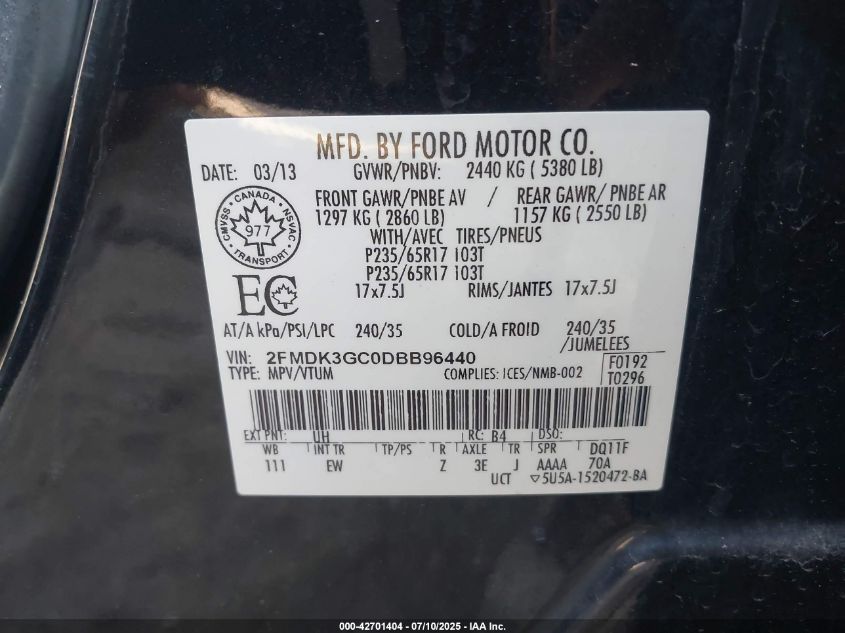 MFD. BY FORD MOTOR CO.
DATE: 03/13 GVWR/PNBV: 2440 KG ( 5380 LB)
FRONT GAWR/PNBE AV / REAR GAWR/ PNBE AR
1297 KG ( 2860 LB) 1157 KG ( 2550 LB)
WITH/AVEC TIRES/PNEUS
CANADA
CMVSS NSVAC
977
TRANSPORT
P235/65R17 103T
P235/65R17 103T
EC
17x7.5J RIMS/JANTES 17x7.5J
AT/A kPa/PSI/LPC 240/35 COLD/A FROID 240/35
/JUMELEES
VIN: 2FMDK3GC0DBB96440 F0192
TYPE: MPV/VTUM COMPLIES: ICES/NMB-002 T0296
EXT PNT: UH RC: B4 DSO:
WB INT TR TP/PS R AXLE TR SPR DQ11F
111 EW Z 3E J AAAA 70A
UCT ▽5U5A-1520472-BA
000-42701404 - 07/10/2025 - IAA Inc.